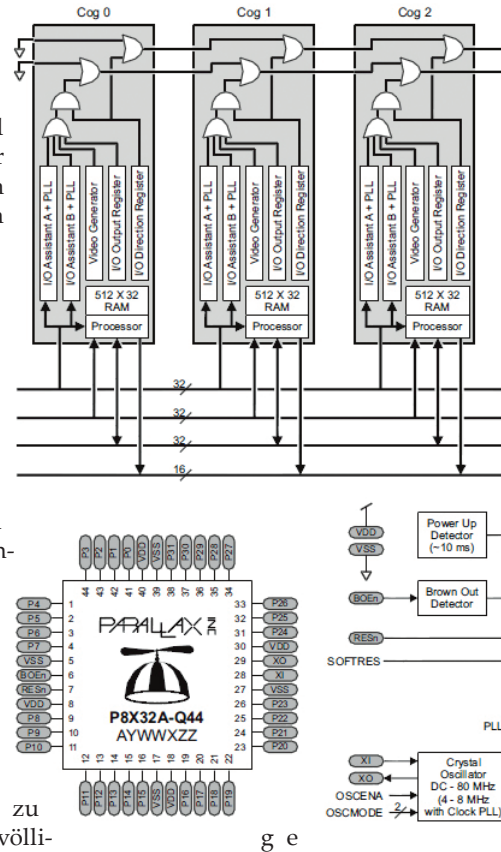 Cog 0
Cog 1
Cog 2
I/O Assistant A + PLL
I/O Assistant B + PLL
Video Generator
I/O Output Register
I/O Direction Register
512 X 32
RAM
Processor
I/O Assistant A + PLL
I/O Assistant B + PLL
Video Generator
I/O Output Register
I/O Direction Register
512 X 32
RAM
Processor
I/O Assistant A + PLL
I/O Assistant B + PLL
Video Generator
I/O Output Register
I/O Direction Register
512 X 32
RAM
Processor
l
r
n
n
32
32
32
16
n-
P3 P2 P1 P0 VDD VSS P31 P30 P29 P28 P27
44 43 42 41 40 39 38 37 36 35 34
P4 1
P5 2
P6 3
P7 4
VSS 5
BOEn 6
RESn 7
VDD 8
P8 9
P9 10
P10 11
PARALLAX INC
P8X32A-Q44
AYWWXZZ
33 P26
32 P25
31 P24
30 VDD
29 XO
28 XI
27 VSS
26 P23
25 P22
24 P21
23 P20
12 13 14 15 16 17 18 19 20 21 22
P11 P12 P13 P14 P15 VSS VDD P16 P17 P18 P19
VDD
VSS
Power Up
Detector
(~10 ms)
BOEn
Brown Out
Detector
RESn
SOFTRES
PLL
XI
XO
OSCENA
OSCMODE 2
Crystal
Oscillator
DC - 80 MHz
(4 - 8 MHz
with Clock PLL)
zu
völli-
g e